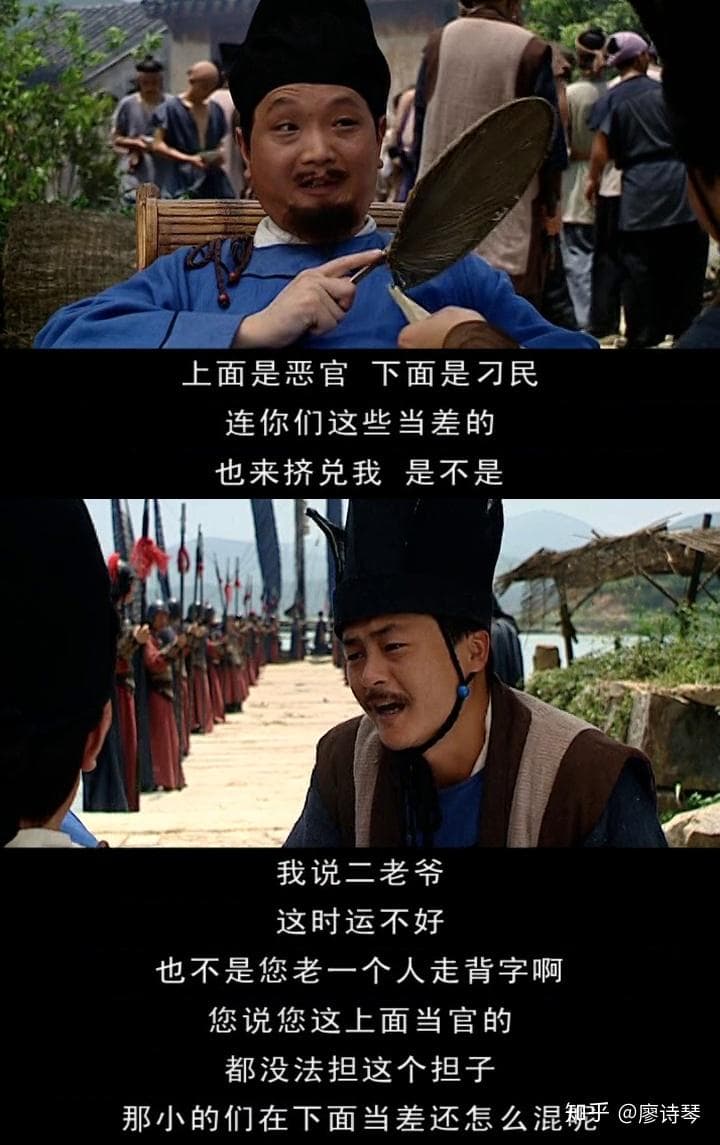 上面是恶官 下面是刁民
连你们这些当差的
也来挤兑我 是不是
我说二老爷
这时运不好
也不是您老一个人走背字啊
您说您这上面当官的
都没法担这个担子
那小的们在下面当差还怎么混呢
知乎 @廖诗琴